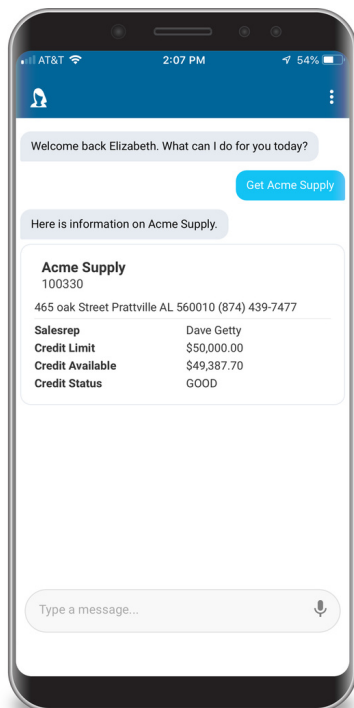 AT&T 2:07 PM 54%
Welcome back Elizabeth. What can I do for you today?
Get Acme Supply
Here is information on Acme Supply.
Acme Supply
100330
465 oak Street Prattville AL 560010 (874) 439-7477
Salesrep Dave Getty
Credit Limit $50,000.00
Credit Available $49,387.70
Credit Status GOOD
Type a message...